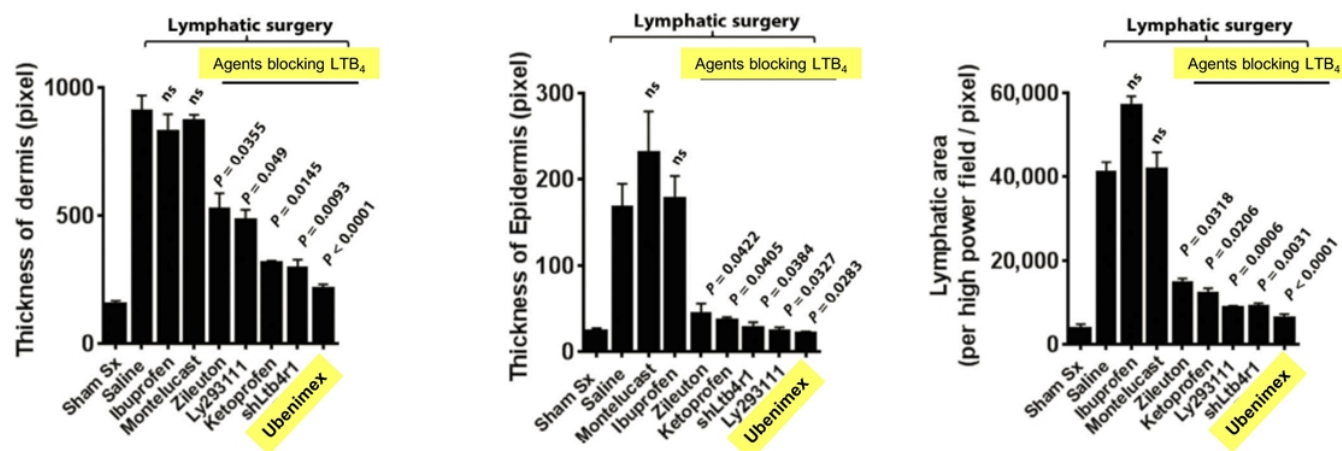 Lymphatic surgery
Agents blocking LTB₄
Thickness of dermis (pixel)
1000
500
0
ns
ns
P = 0.0355
P = 0.049
P = 0.0145
P = 0.0093
P < 0.0001
Sham Sx
Saline
Ibuprofen
Montelucast
Zileuton
Ly293111
Ketoprofen
shLtb4r1
Ubenimex
Lymphatic surgery
Agents blocking LTB₄
Thickness of Epidermis (pixel)
300
200
100
0
ns
ns
P = 0.0422
P = 0.0405
P = 0.0384
P = 0.0327
P = 0.0283
Sham Sx
Saline
Montelucast
Ibuprofen
Zileuton
Ketoprofen
shLtb4r1
Ly293111
Ubenimex
Lymphatic surgery
Agents blocking LTB₄
Lymphatic area
(per high power field / pixel)
60,000
40,000
20,000
0
ns
ns
P = 0.0318
P = 0.0206
P = 0.0006
P = 0.0031
P < 0.0001
Sham Sx
Saline
Ibuprofen
Montelucast
Zileuton
Ketoprofen
Ly293111
shLtb4r1
Ubenimex